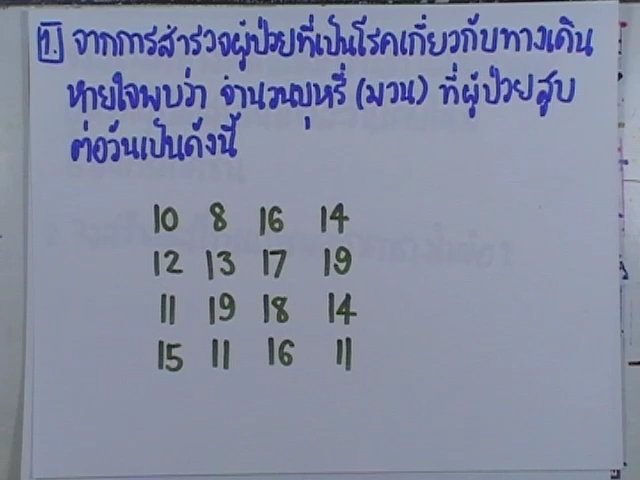 1. จากการสำรวจผู้ป่วยที่เป็นโรคเกี่ยวกับทางเดิน
หายใจพบว่า จำนวนบุหรี่ (มวน) ที่ผู้ป่วยสูบ
ต่อวันเป็นดังนี้
10 8 16 14
12 13 17 19
11 19 18 14
15 11 16 11